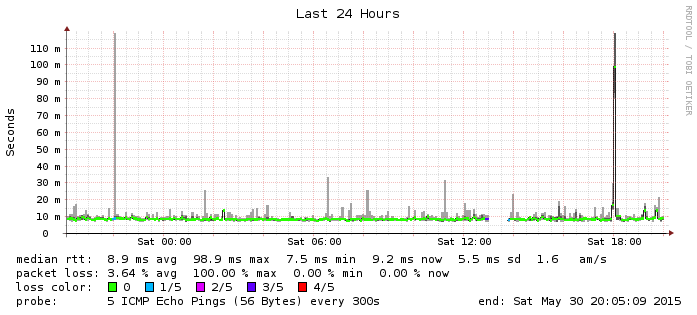 Last 24 Hours
RRDTOOL / TOBI OETIKER
Seconds
110 m
100 m
90 m
80 m
70 m
60 m
50 m
40 m
30 m
20 m
10 m
0
Sat 00:00 Sat 06:00 Sat 12:00 Sat 18:00
median rtt: 8.9 ms avg 98.9 ms max 7.5 ms min 9.2 ms now 5.5 ms sd 1.6 am/s
packet loss: 3.64 % avg 100.00 % max 0.00 % min 0.00 % now
loss color: 0 1/5 2/5 3/5 4/5
probe: 5 ICMP Echo Pings (56 Bytes) every 300s end: Sat May 30 20:05:09 2015